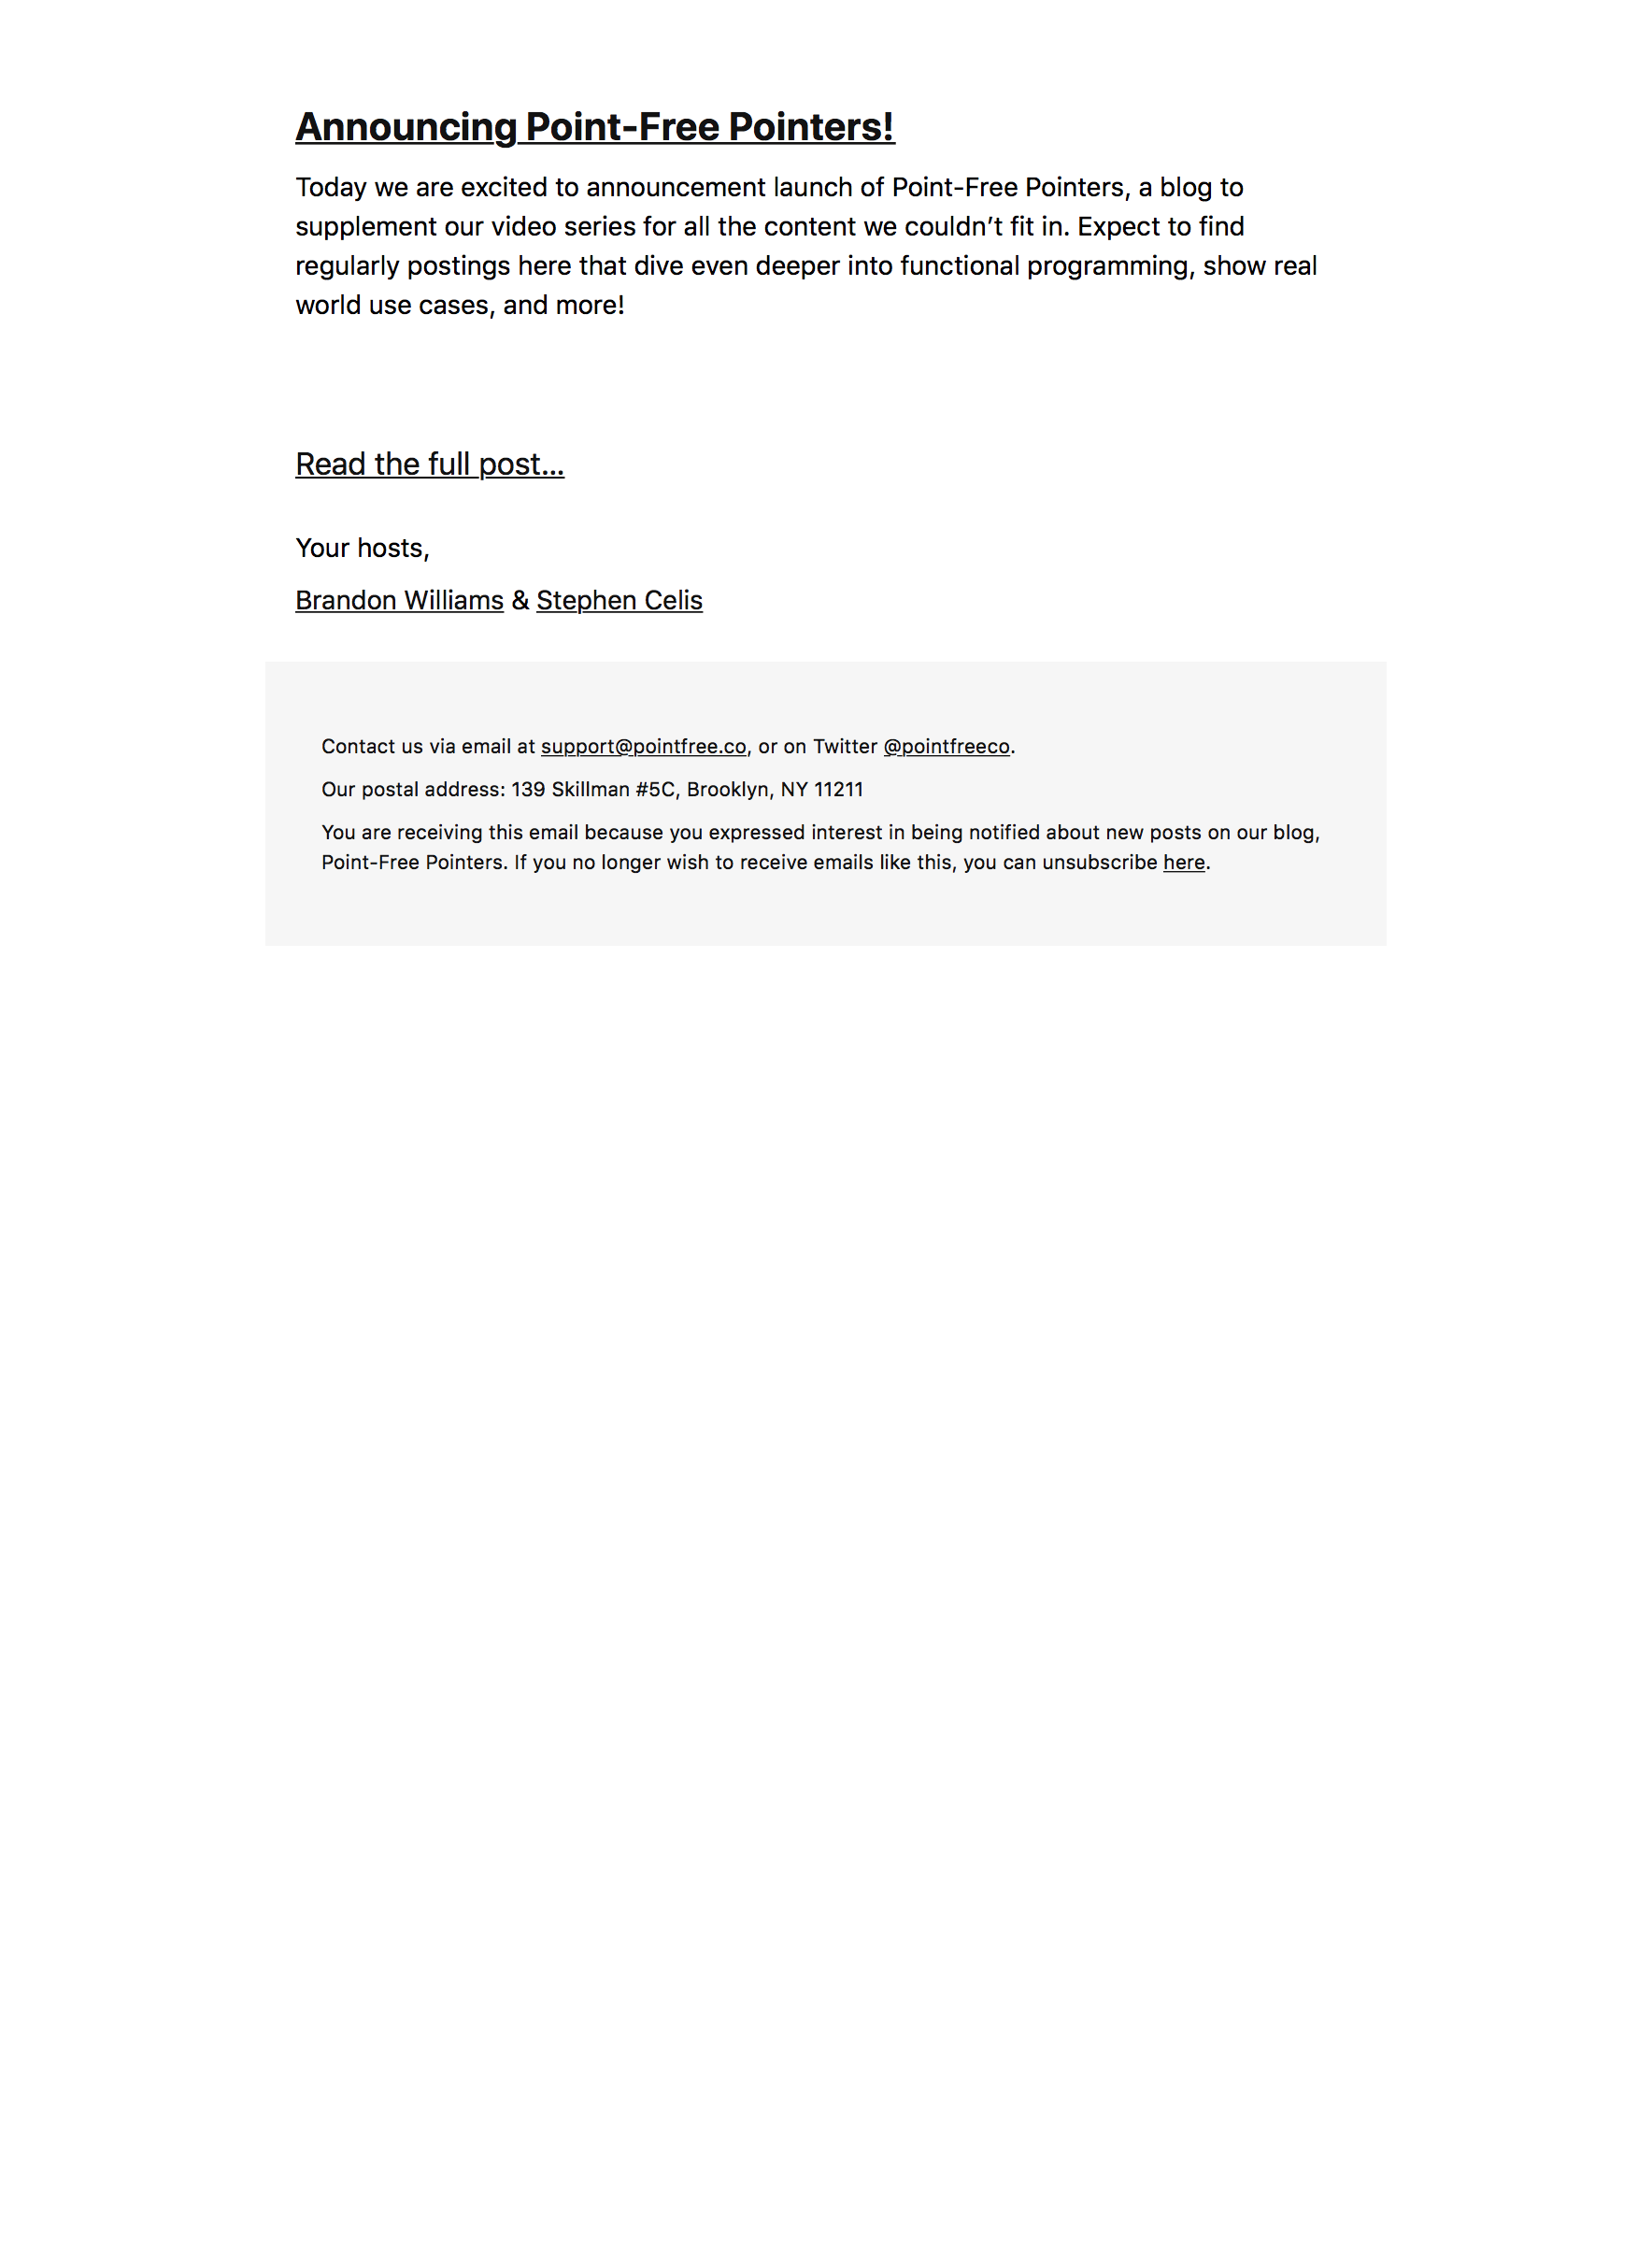 Announcing Point-Free Pointers!
Today we are excited to announcement launch of Point-Free Pointers, a blog to
supplement our video series for all the content we couldn’t fit in. Expect to find
regularly postings here that dive even deeper into functional programming, show real
world use cases, and more!
Read the full post…
Your hosts,
Brandon Williams & Stephen Celis
Contact us via email at support@pointfree.co, or on Twitter @pointfreeco.
Our postal address: 139 Skillman #5C, Brooklyn, NY 11211
You are receiving this email because you expressed interest in being notified about new posts on our blog,
Point-Free Pointers. If you no longer wish to receive emails like this, you can unsubscribe here.